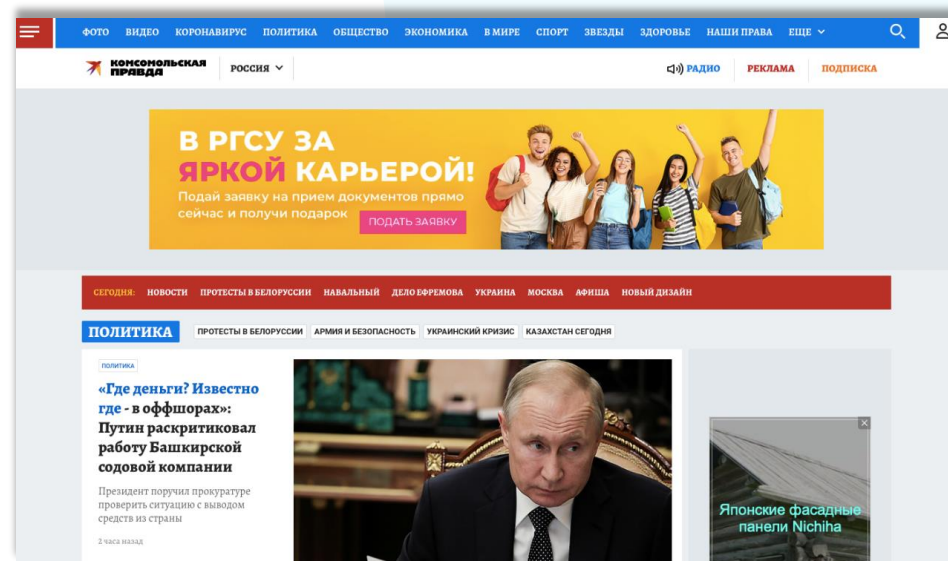 ФОТО ВИДЕО КОРОНАВИРУС ПОЛИТИКА ОБЩЕСТВО ЭКОНОМИКА В МИРЕ СПОРТ ЗВЕЗДЫ ЗДОРОВЬЕ НАШИ ПРАВА ЕЩЕ
КОМСОМОЛЬСКАЯ
ПРАВДА
РОССИЯ
РАДИО РЕКЛАМА ПОДПИСКА
В РГСУ ЗА
ЯРКОЙ КАРЬЕРОЙ!
Подай заявку на прием документов прямо
сейчас и получи подарок
ПОДАТЬ ЗАЯВКУ
СЕГОДНЯ: НОВОСТИ ПРОТЕСТЫ В БЕЛОРУССИИ НАВАЛЬНЫЙ ДЕЛО ЕФРЕМОВА УКРАИНА МОСКВА АФИША НОВЫЙ ДИЗАЙН
ПОЛИТИКА ПРОТЕСТЫ В БЕЛОРУССИИ АРМИЯ И БЕЗОПАСНОСТЬ УКРАИНСКИЙ КРИЗИС КАЗАХСТАН СЕГОДНЯ
ПОЛИТИКА
«Где деньги? Известно
где - в оффшорах»:
Путин раскритиковал
работу Башкирской
содовой компании
Президент поручил прокуратуре
проверить ситуацию с выводом
средств из страны
2 часа назад
Японские фасадные
панели Nichiha